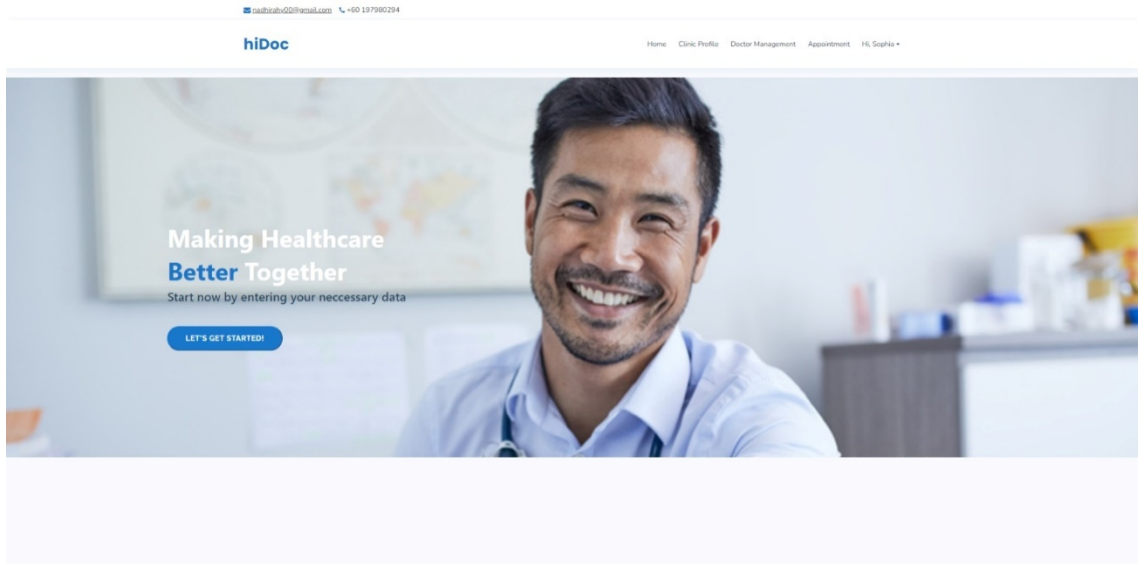 nadhirahy00@gmail.com +60 197980294
hiDoc
Home Clinic Profile Doctor Management Appointment Hi, Sophia
Making Healthcare
Better Together
Start now by entering your neccessary data
LET'S GET STARTED!